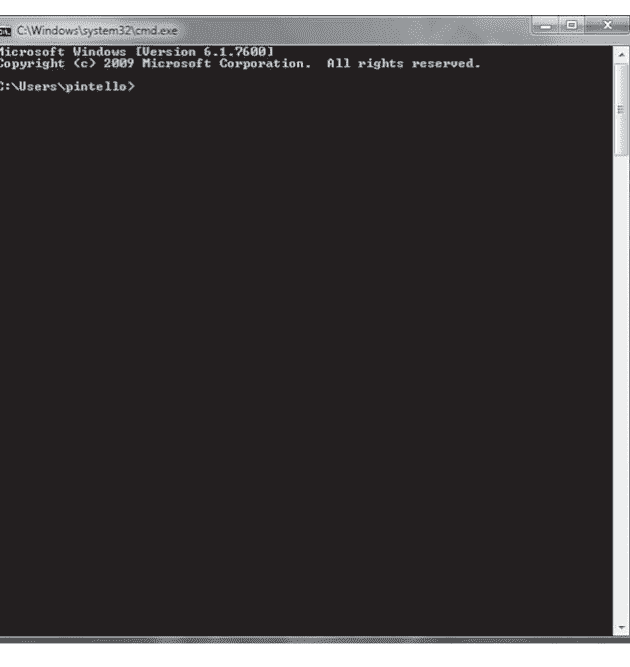 C:\Windows\system32\cmd.exe
Microsoft Windows [Version 6.1.7600]
Copyright (c) 2009 Microsoft Corporation.  All rights reserved.
C:\Users\pintello>